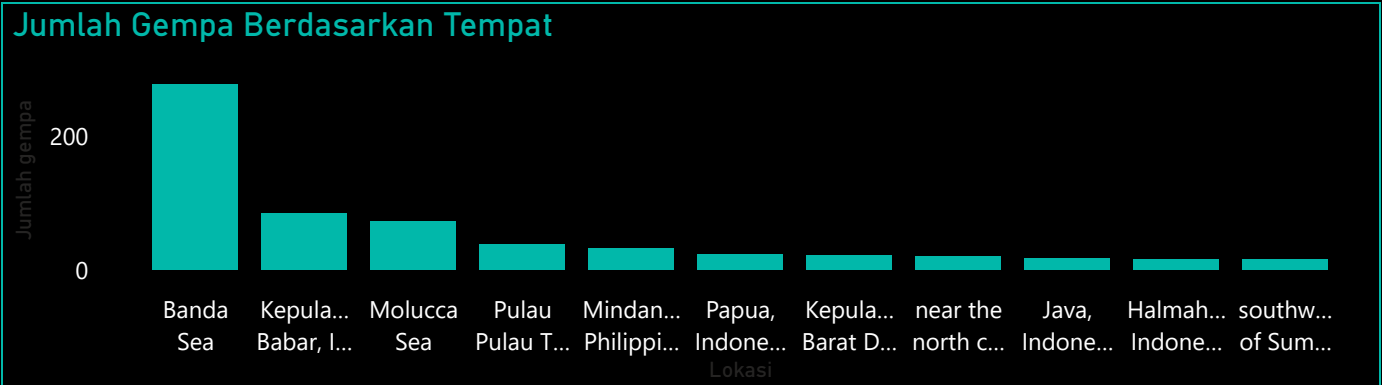 Jumlah Gempa Berdasarkan Tempat
Jumlah gempa
200
0
Banda Sea
Kepula... Babar, I...
Molucca Sea
Pulau Pulau T...
Mindan... Philippi...
Papua, Indone...
Kepula... Barat D...
near the north c...
Java, Indone...
Halmah... Indone...
southw... of Sum...
Lokasi